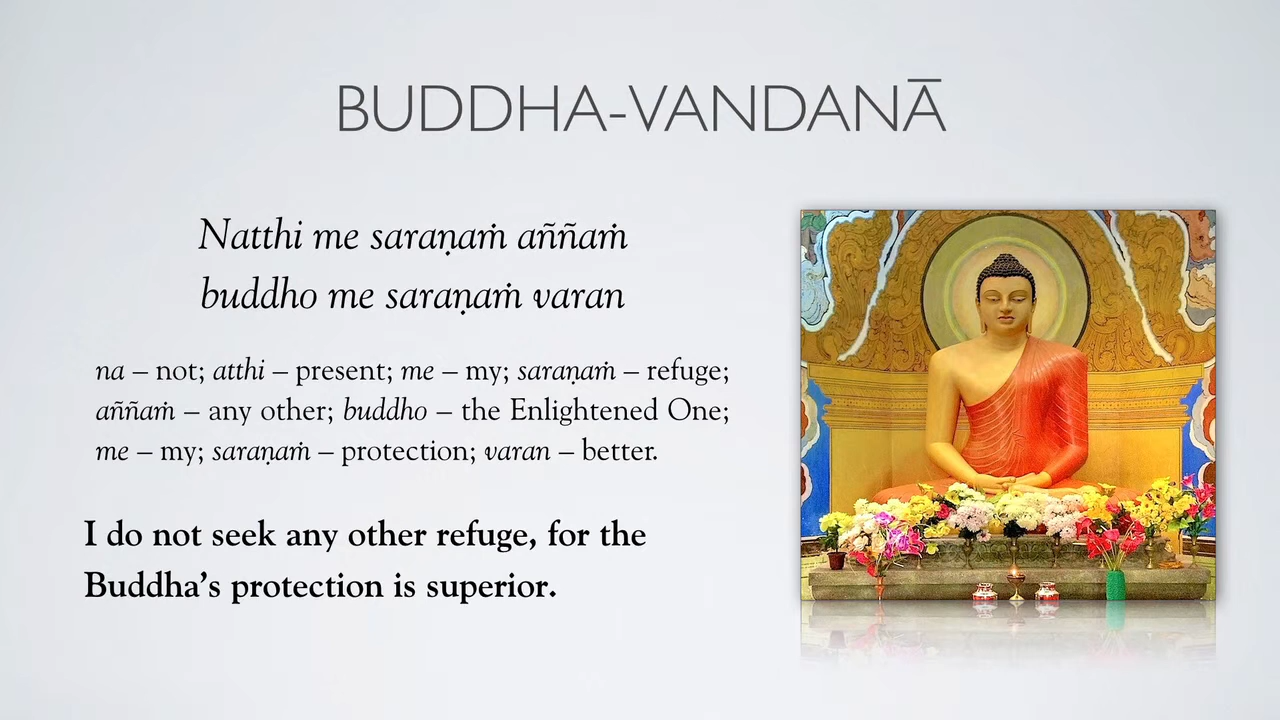 BUDDHA-VANDANĀ
Natthi me saraṇaṁ aññaṁ
buddho me saraṇaṁ varan
na – not; atthi – present; me – my; saraṇaṁ – refuge;
aññaṁ – any other; buddho – the Enlightened One;
me – my; saraṇaṁ – protection; varan – better.
I do not seek any other refuge, for the
Buddha’s protection is superior.